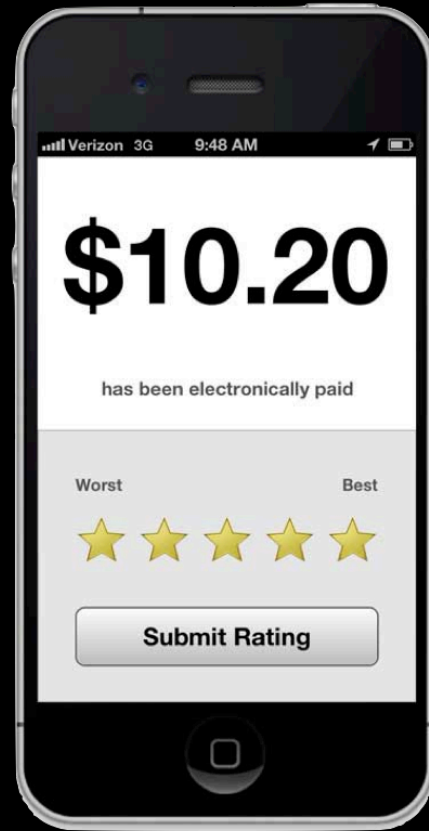 Verizon 3G 9:48 AM
$10.20
has been electronically paid
Worst Best
Submit Rating